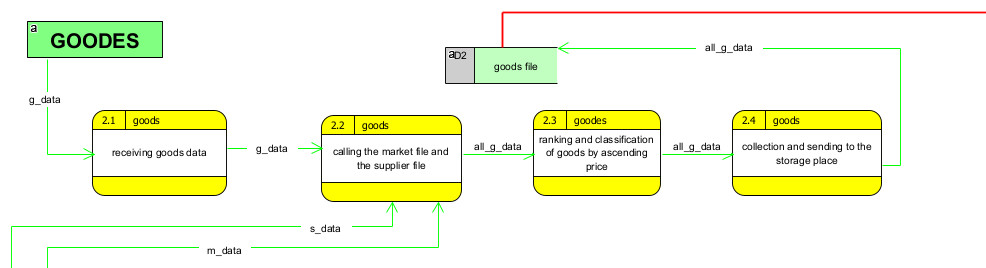 a
GOODES
g_data
2.1 goods
receiving goods data
g_data
2.2 goods
calling the market file and
the supplier file
all_g_data
2.3 goodes
ranking and classification
of goods by ascending
price
all_g_data
2.4 goods
collection and sending to the
storage place
all_g_data
a D2
goods file
s_data
m_data